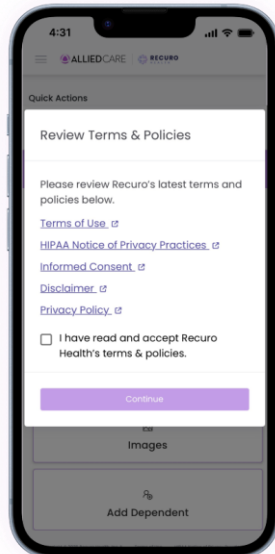 4:31
ALLIEDCARE RECURO
Quick Actions
Review Terms & Policies
Please review Recuro's latest terms and
policies below.
Terms of Use
HIPAA Notice of Privacy Practices
Informed Consent
Disclaimer
Privacy Policy
I have read and accept Recuro
Health's terms & policies.
Continue
Images
Add Dependent